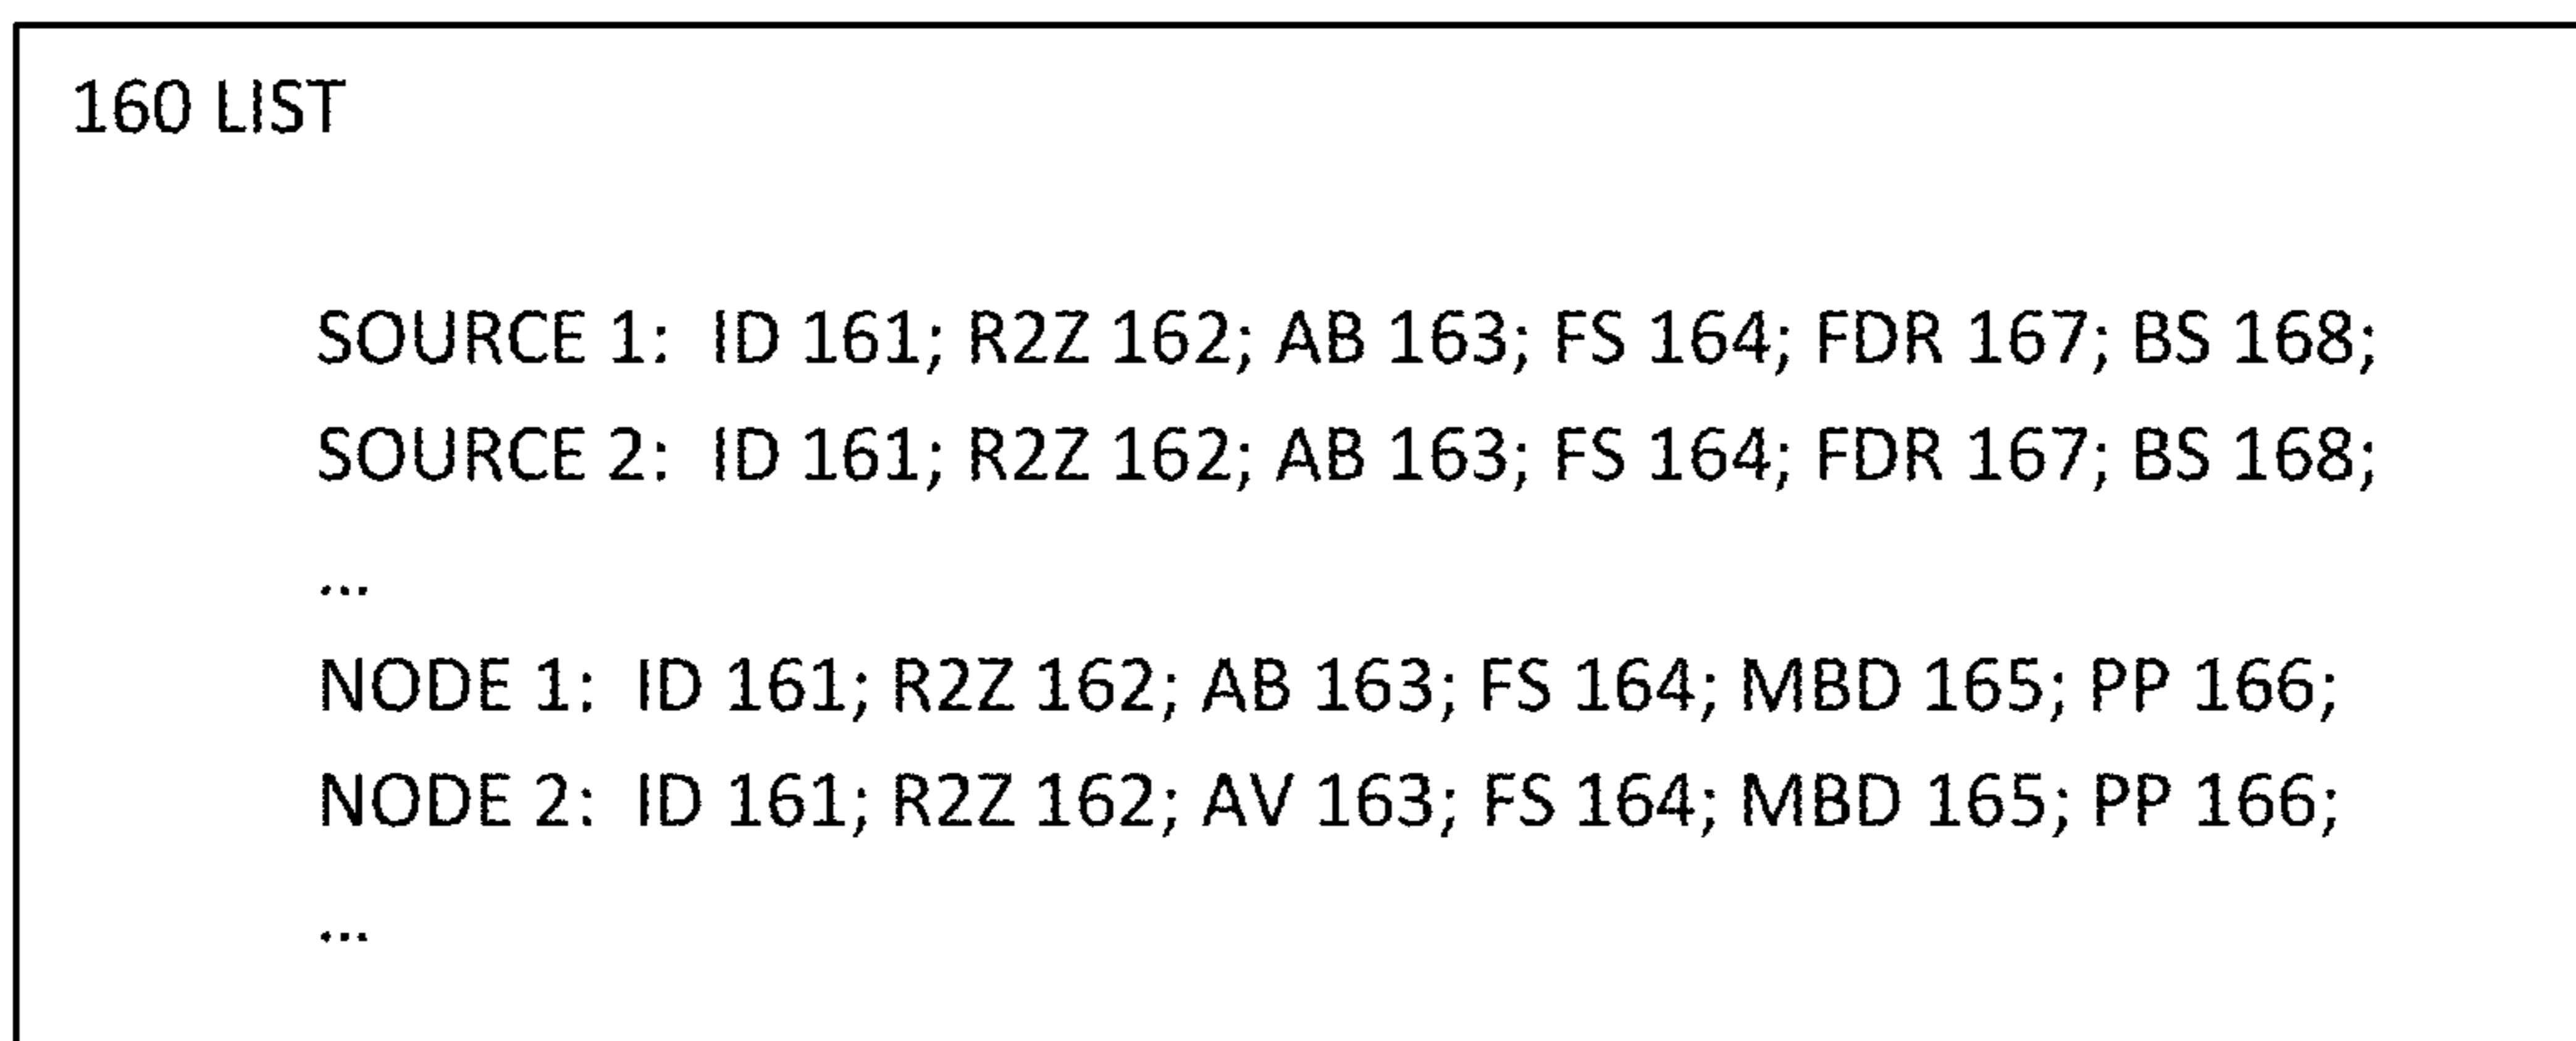 160 LIST
SOURCE 1: ID 161; R2Z 162; AB 163; FS 164; FDR 167; BS 168;
SOURCE 2: ID 161; R2Z 162; AB 163; FS 164; FDR 167; BS 168;
...
NODE 1: ID 161; R2Z 162; AB 163; FS 164; MBD 165; PP 166;
NODE 2: ID 161; R2Z 162; AV 163; FS 164; MBD 165; PP 166;
...